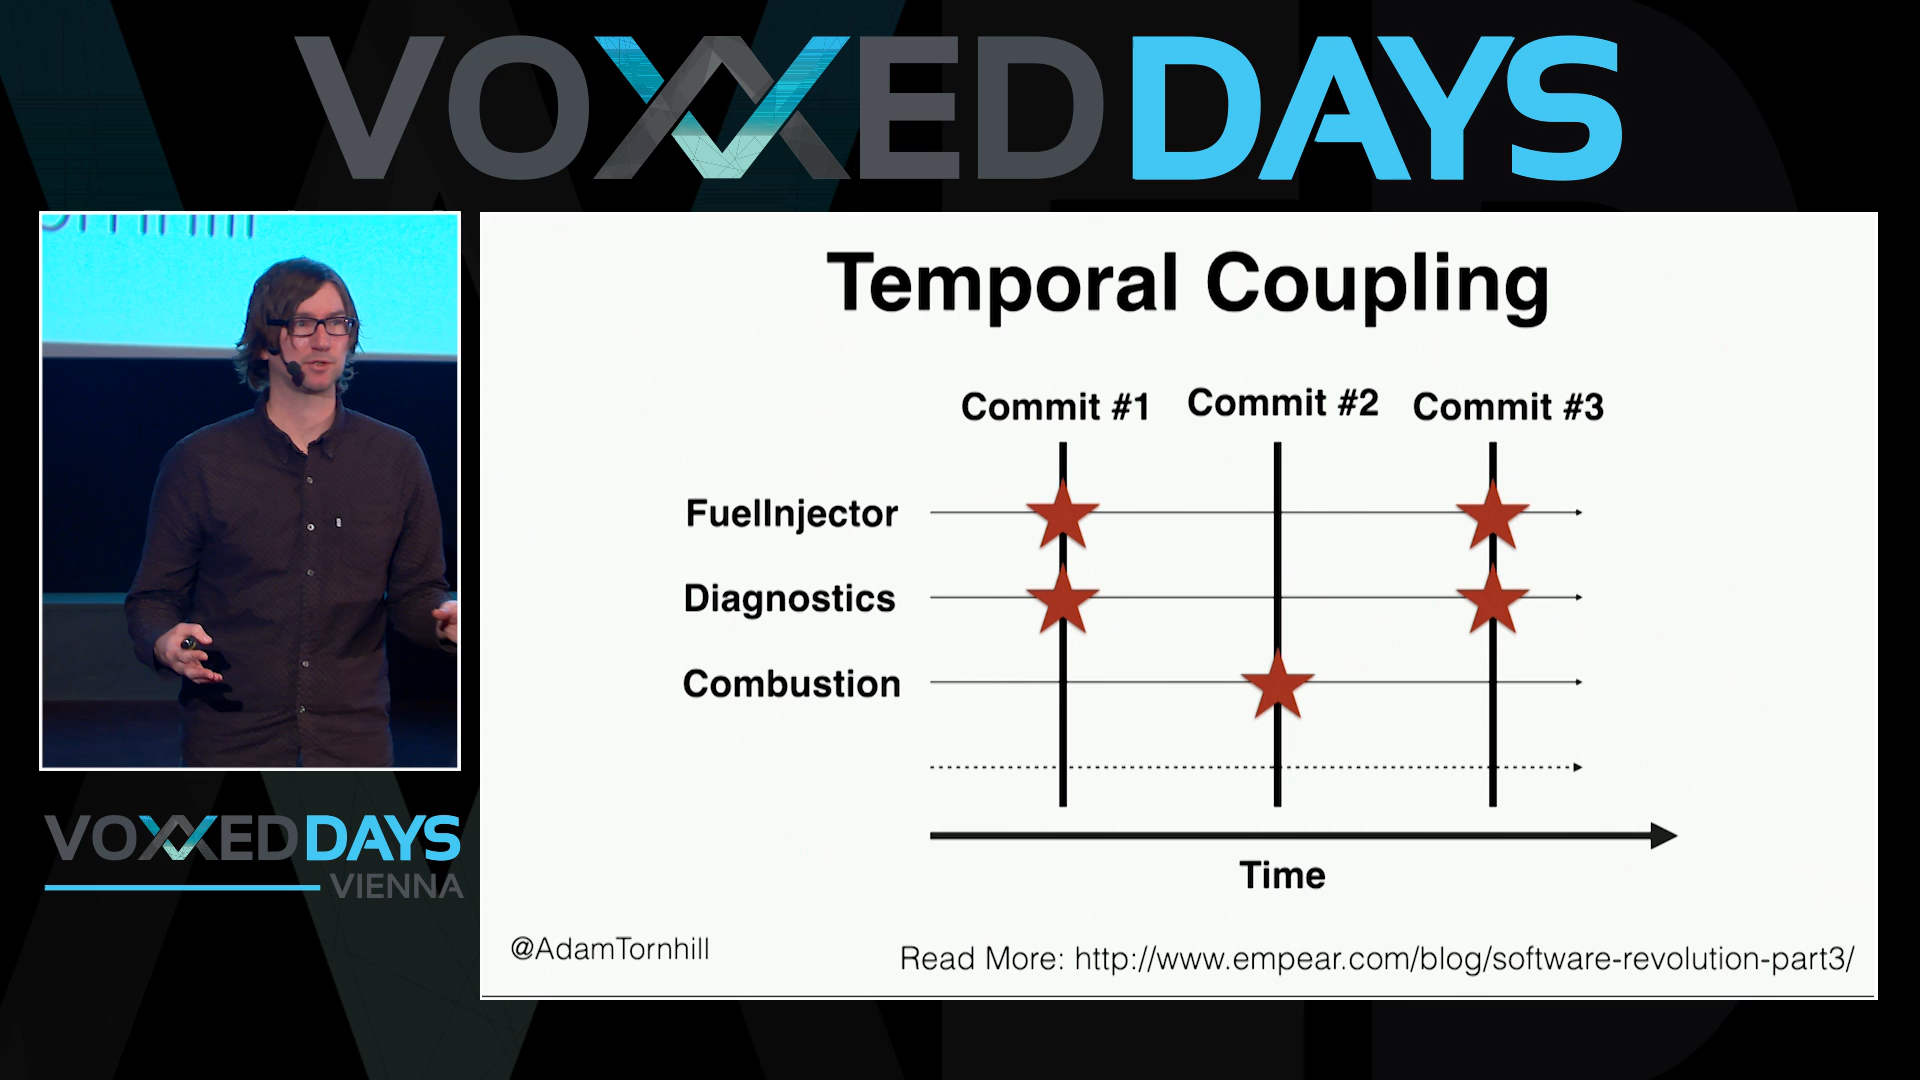 VOXXED DAYS
Temporal Coupling
Commit #1 Commit #2 Commit #3
FuelInjector
Diagnostics
Combustion
Time
@AdamTornhill
Read More: http://www.empear.com/blog/software-revolution-part3/
VOXXED DAYS
VIENNA